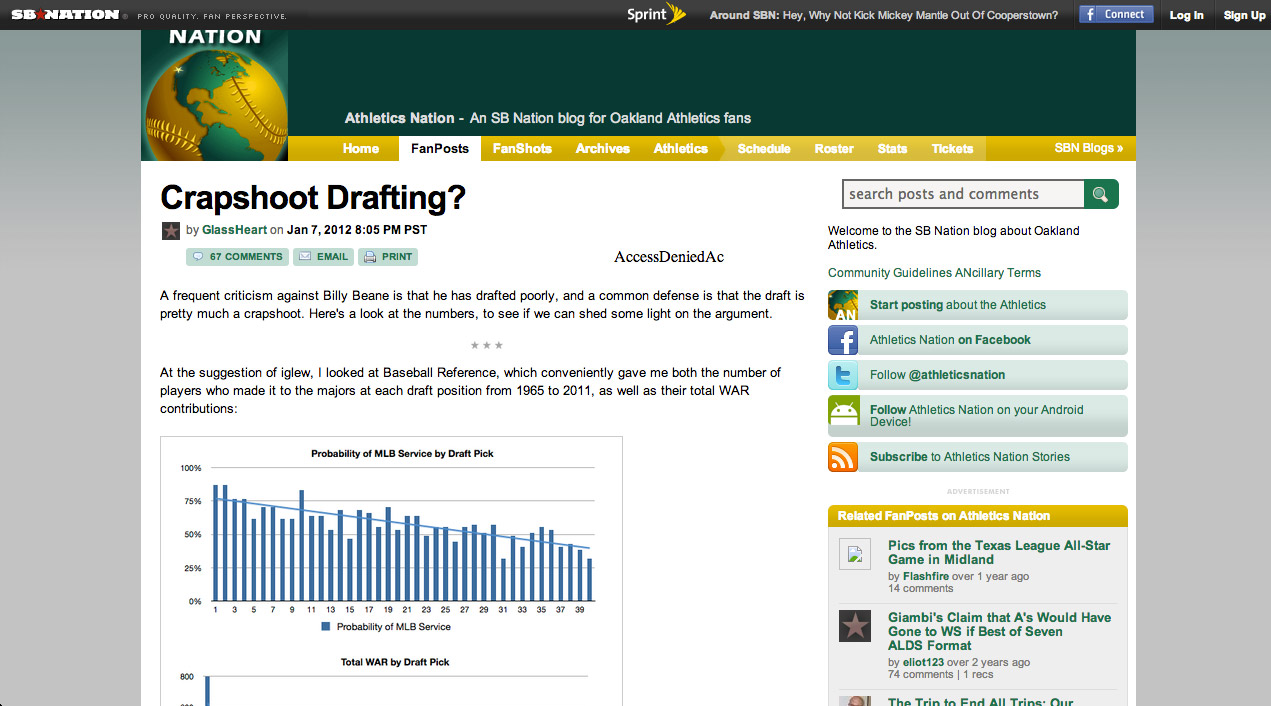 SB★NATION® PRO QUALITY. FAN PERSPECTIVE.
Sprint
Around SBN: Hey, Why Not Kick Mickey Mantle Out Of Cooperstown?
f Connect
Log In
Sign Up
NATION
Athletics Nation - An SB Nation blog for Oakland Athletics fans
Home FanPosts FanShots Archives Athletics Schedule Roster Stats Tickets SBN Blogs »
Crapshoot Drafting?
by GlassHeart on Jan 7, 2012 8:05 PM PST
67 COMMENTS EMAIL PRINT
AccessDeniedAc
A frequent criticism against Billy Beane is that he has drafted poorly, and a common defense is that the draft is
pretty much a crapshoot. Here's a look at the numbers, to see if we can shed some light on the argument.
★ ★ ★
At the suggestion of iglew, I looked at Baseball Reference, which conveniently gave me both the number of
players who made it to the majors at each draft position from 1965 to 2011, as well as their total WAR
contributions:
Probability of MLB Service by Draft Pick
100%
75%
50%
25%
0%
1 3 5 7 9 11 13 15 17 19 21 23 25 27 29 31 33 35 37 39
Probability of MLB Service
Total WAR by Draft Pick
800
search posts and comments
Welcome to the SB Nation blog about Oakland
Athletics.
Community Guidelines ANcillary Terms
AN
Start posting about the Athletics
f
Athletics Nation on Facebook
t
Follow @athleticsnation
Follow Athletics Nation on your Android
Device!
Subscribe to Athletics Nation Stories
ADVERTISEMENT
Related FanPosts on Athletics Nation
Pics from the Texas League All-Star
Game in Midland
by Flashfire over 1 year ago
14 comments
Giambi's Claim that A's Would Have
Gone to WS if Best of Seven
ALDS Format
by eliot123 over 2 years ago
74 comments | 1 recs
The Trip to End All Trips: Our